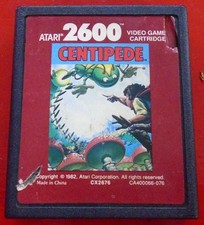 ATARI 2600 VIDEO GAME CARTRIDGE
CENTIPEDE
Copyright © 1982, Atari Corporation. All rights reserved.
Made in China CX2676 CA400066-076